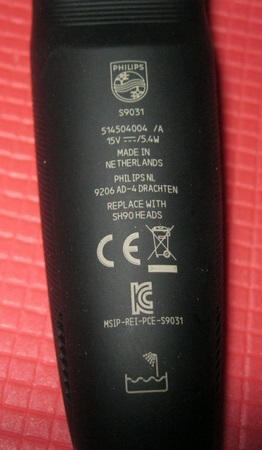 PHILIPS
S9031
514504004 /A
15V ⎓/5.4W
MADE IN
NETHERLANDS
PHILIPS NL
9206 AD-4 DRACHTEN
REPLACE WITH
SH90 HEADS
CE
KC
MSIP-REI-PCE-S9031